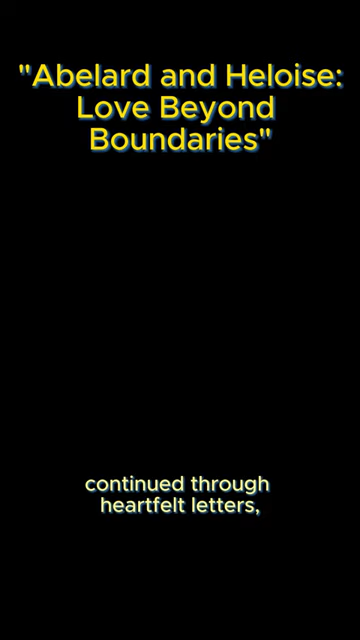 "Abelard and Heloise:
Love Beyond
Boundaries"
continued through
heartfelt letters,